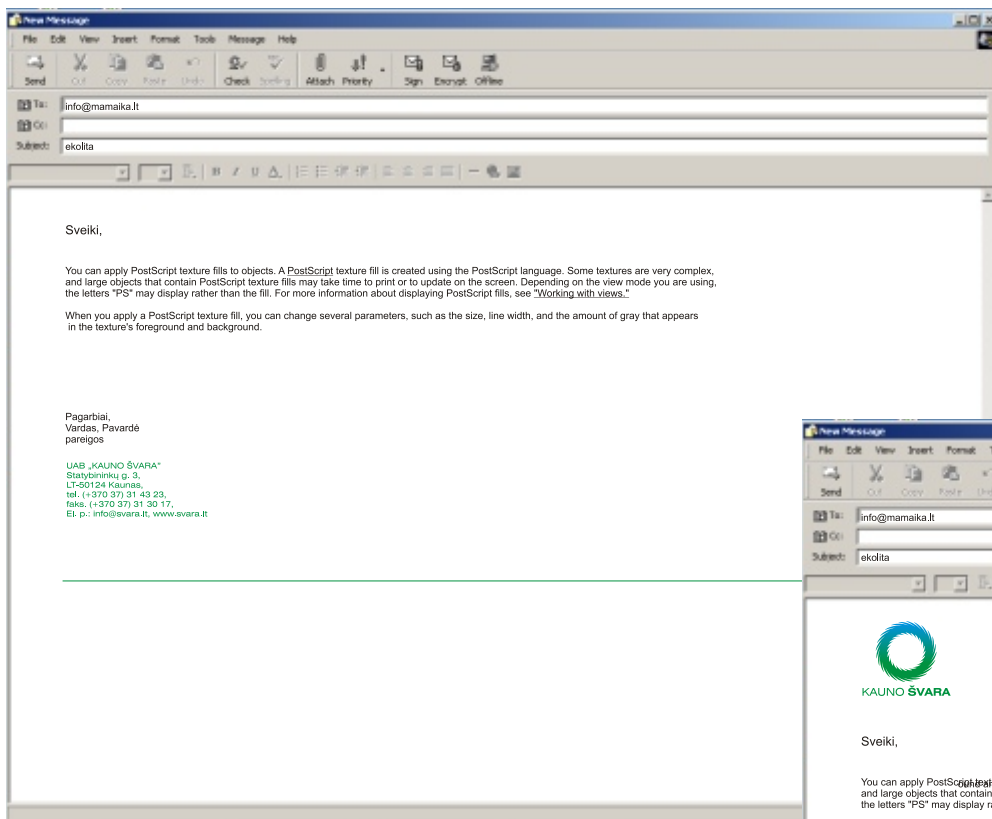 New Message
File Edit View Insert Format Tools Message Help
Send Cut Copy Paste Undo Check Spelling Attach Priority Sign Encrypt Offline
To: info@mamaika.lt
Cc:
Subject: ekolita
B I U A
Sveiki,
You can apply PostScript texture fills to objects. A PostScript texture fill is created using the PostScript language. Some textures are very complex,
and large objects that contain PostScript texture fills may take time to print or to update on the screen. Depending on the view mode you are using,
the letters "PS" may display rather than the fill. For more information about displaying PostScript fills, see "Working with views."
When you apply a PostScript texture fill, you can change several parameters, such as the size, line width, and the amount of gray that appears
in the texture's foreground and background.
Pagarbiai,
Vardas, Pavardė
pareigos
UAB „KAUNO ŠVARA"
Statybininkų g. 3,
LT-50124 Kaunas,
tel. (+370 37) 31 43 23,
faks. (+370 37) 31 30 17,
El. p.: info@svara.lt, www.svara.lt
New Message
File Edit View Insert Format
Send Cut Copy Paste
To: info@mamaika.lt
Cc:
Subject: ekolita
KAUNO ŠVARA
Sveiki,
You can apply PostScript
and large objects that contain
the letters "PS" may display